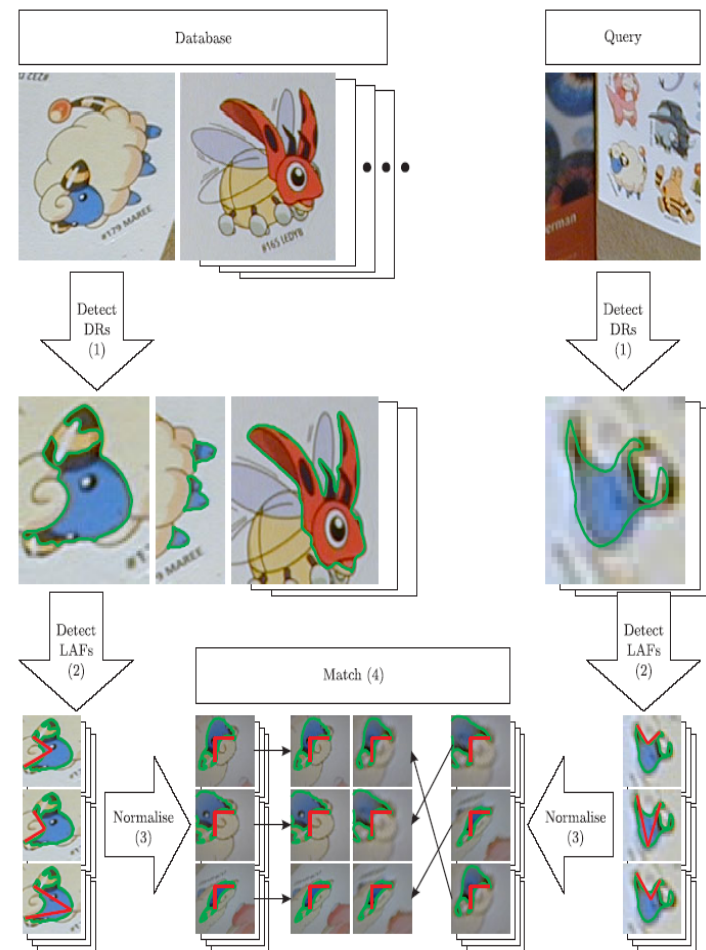 Database
Query
#179 MAREE
#165 LEDYB
erman
Detect
DRs
(1)
Detect
DRs
(1)
9 MAREE
Detect
LAFs
(2)
Detect
LAFs
(2)
Match (4)
Normalise
(3)
Normalise
(3)